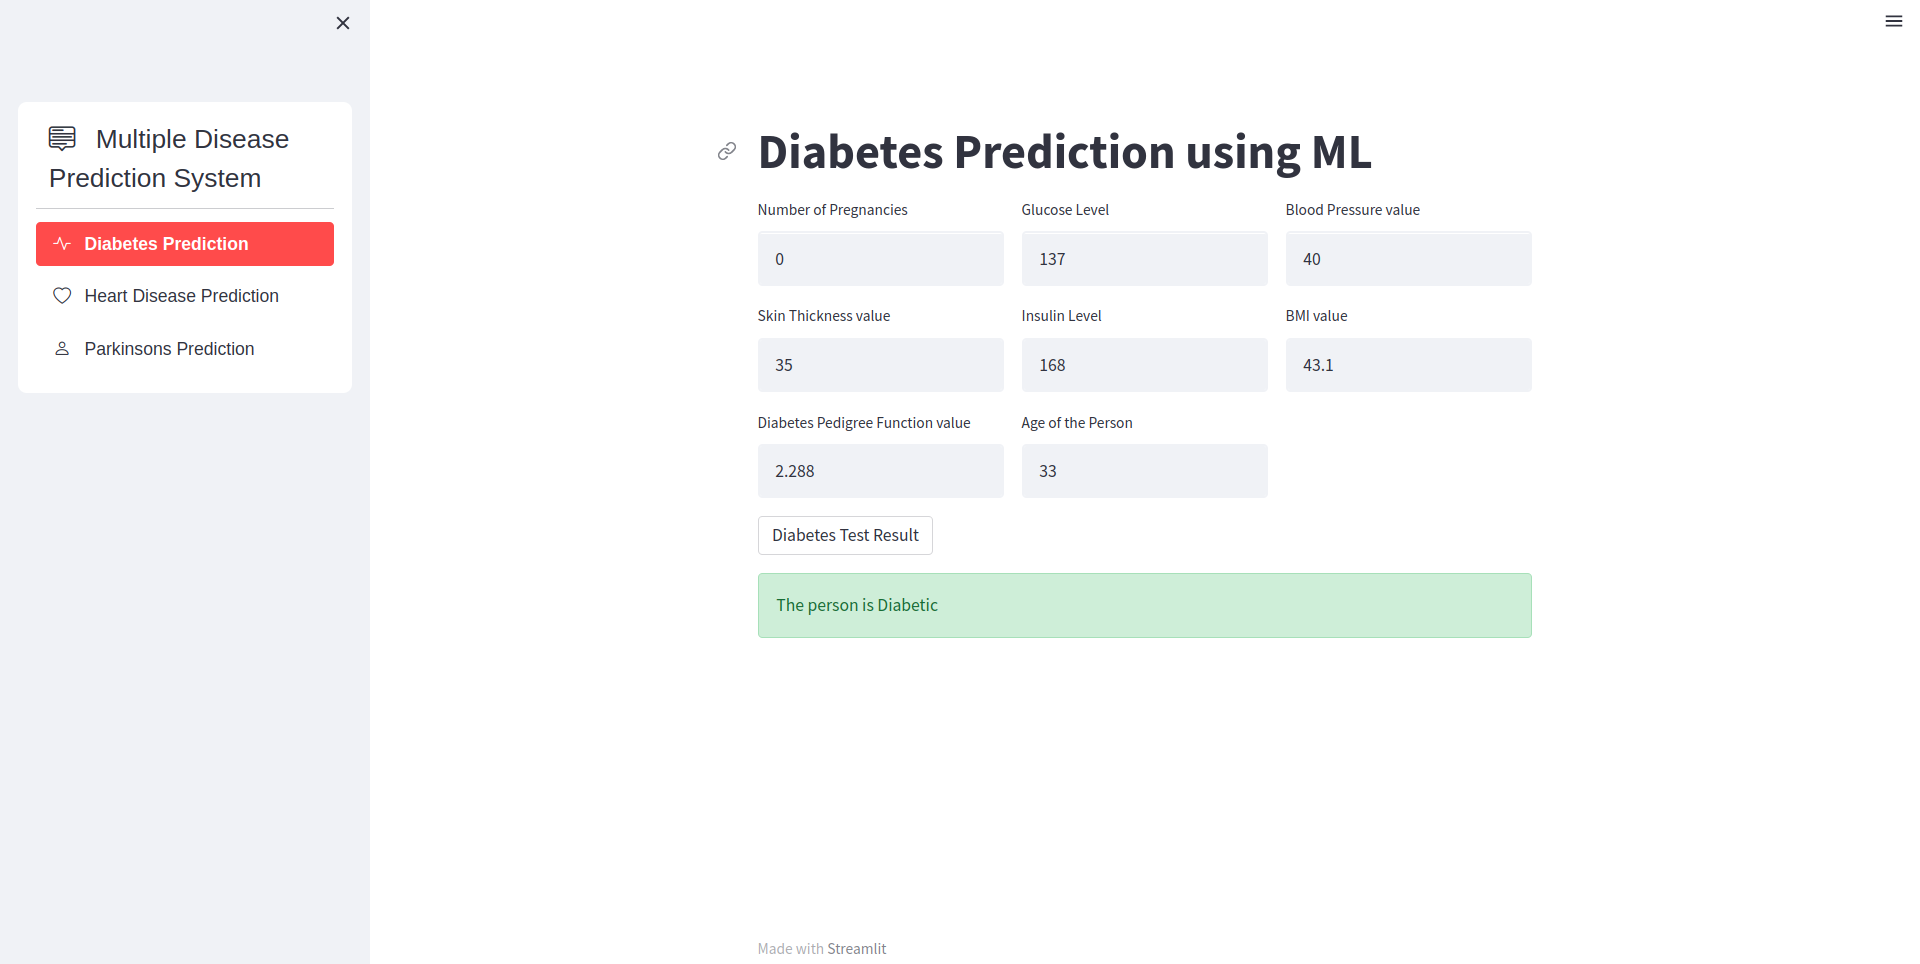 Multiple Disease
Prediction System
Diabetes Prediction
Heart Disease Prediction
Parkinsons Prediction
Diabetes Prediction using ML
Number of Pregnancies
Glucose Level
Blood Pressure value
0
137
40
Skin Thickness value
Insulin Level
BMI value
35
168
43.1
Diabetes Pedigree Function value
Age of the Person
2.288
33
Diabetes Test Result
The person is Diabetic
Made with Streamlit